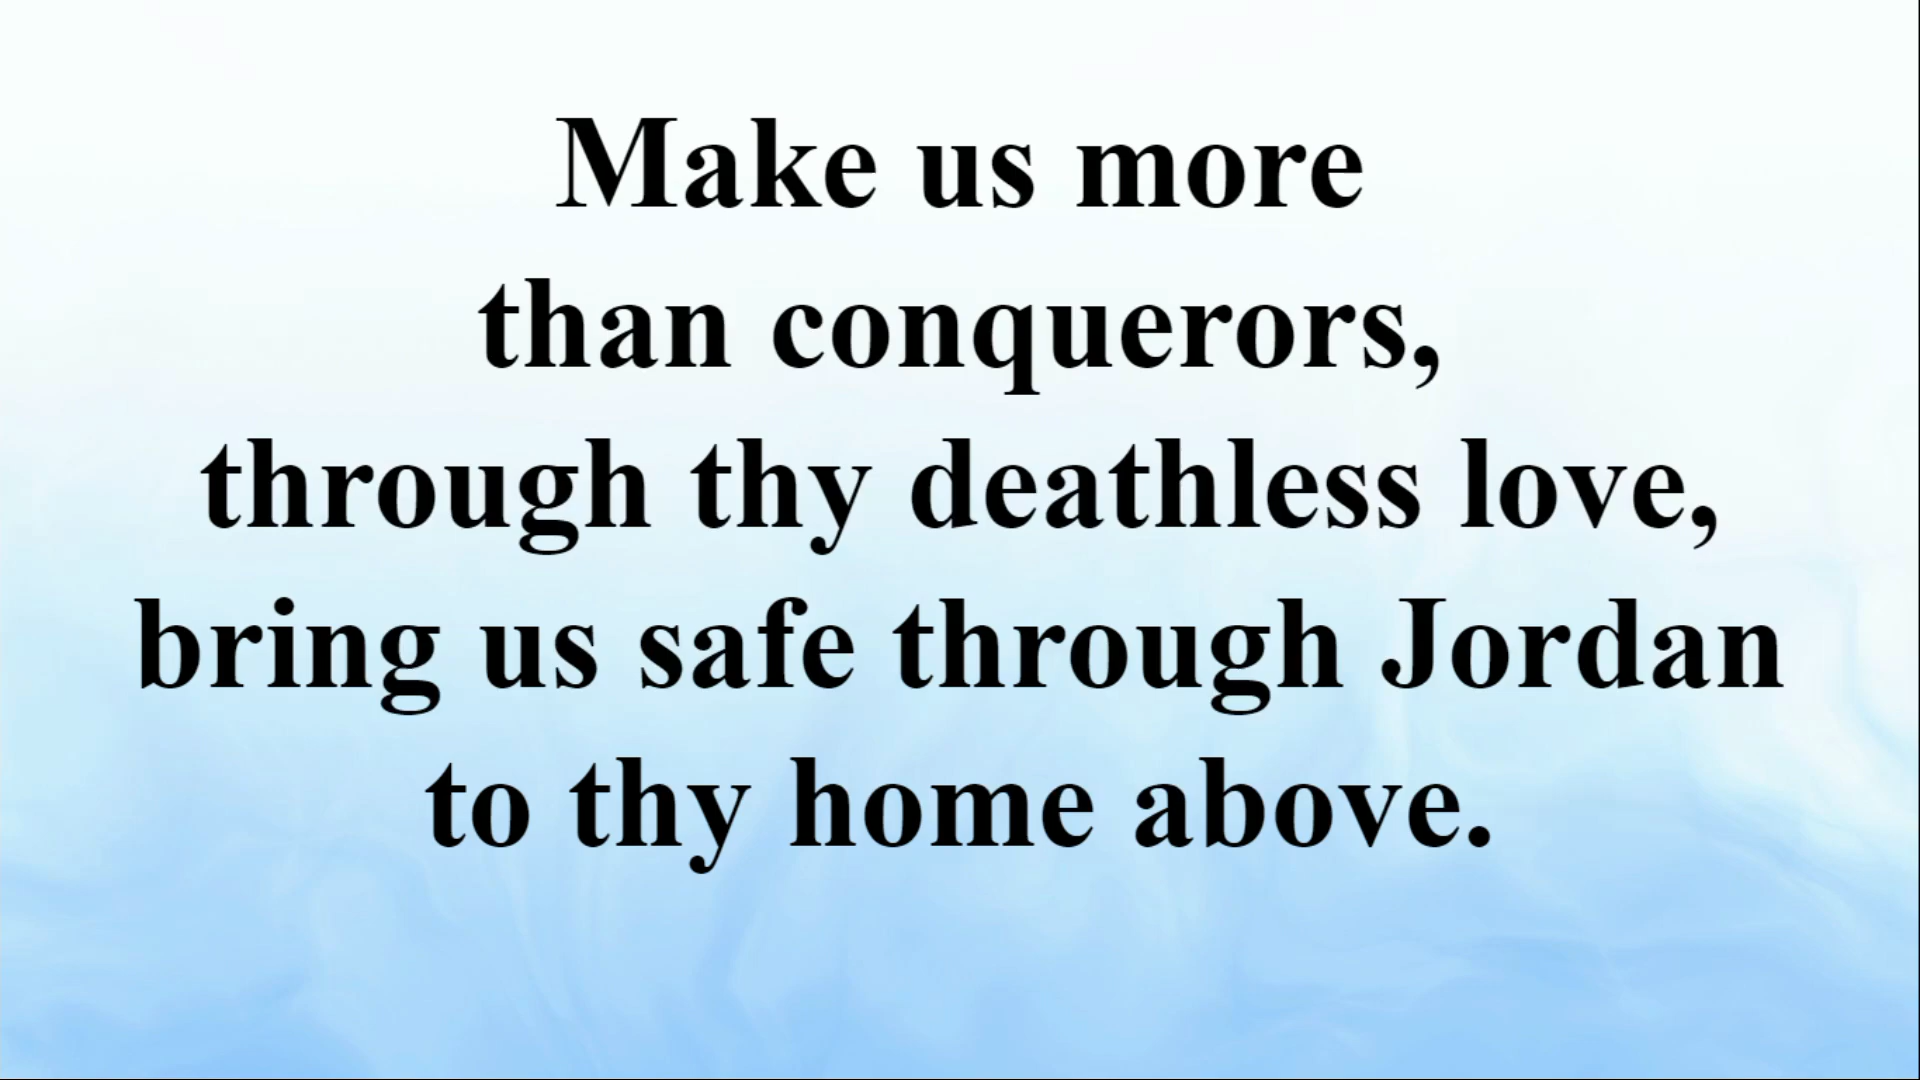 Make us more
than conquerors,
through thy deathless love,
bring us safe through Jordan
to thy home above.